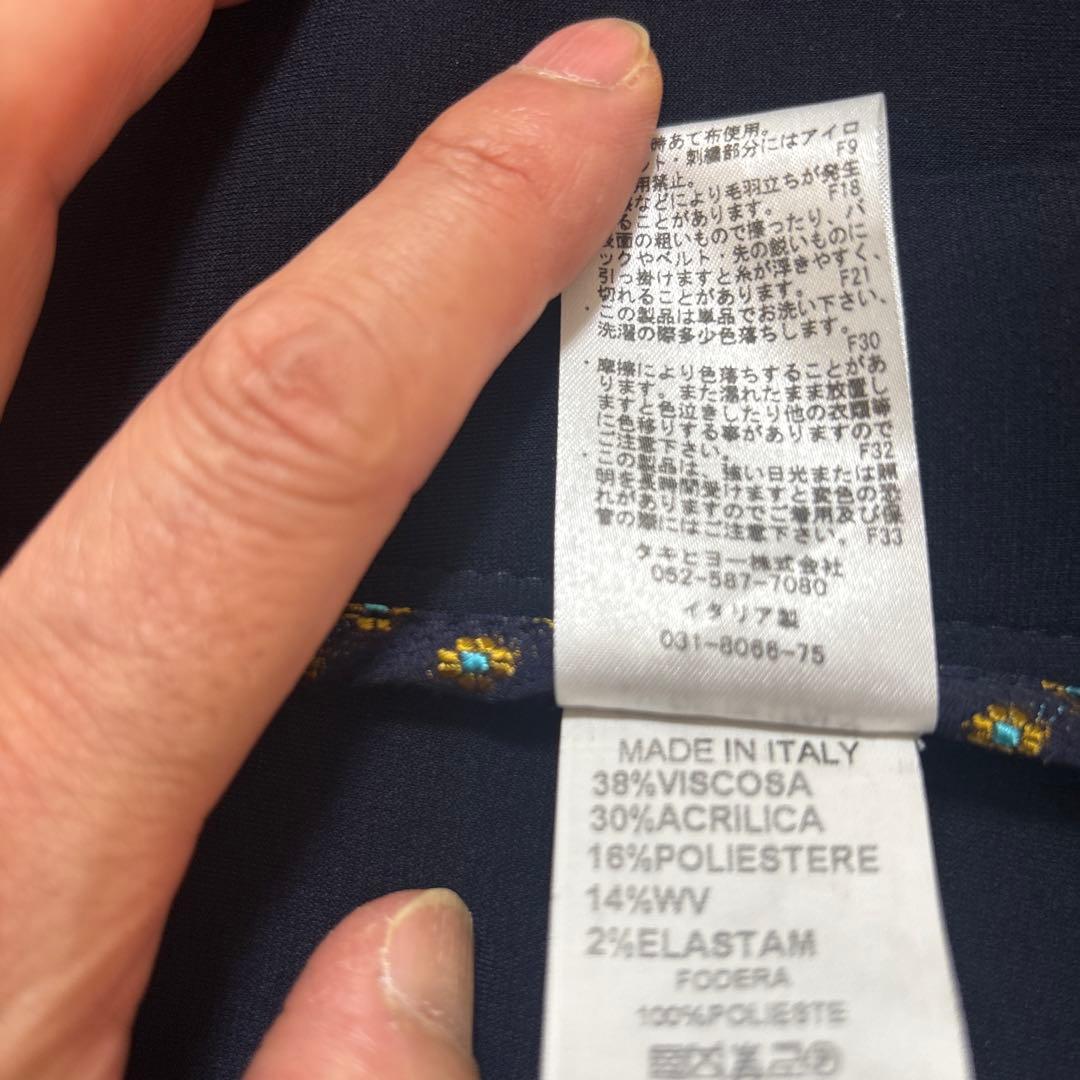 時あて布使用。
ント・刺繍部分にはアイロ
用禁止。 F9
などにより毛羽立ちが発生
ることがあります。 F18
表面の粗いもので擦ったり、バ
ックやベルト・先の鋭いものに
引っ掛けますと糸が浮きやすく、
切れることがあります。 F21
・この製品は単品でお洗い下さい、
洗濯の際多少色落ちします。
F30
・摩擦により色落ちすることがあ
ります。また濡れたまま放置し
ますと色泣きしたり他の衣類等
に色移りする事がありますので
ご注意下さい。 F32
・この製品は、強い日光または照
明を長時間受けますと変色の恐
れがありますのでご着用及び保
管の際にはご注意下さい。F33
タキヒヨー株式会社
052-587-7080
イタリア製
031-8066-75
MADE IN ITALY
38%VISCOSA
30%ACRILICA
16%POLIESTERE
14%WV
2%ELASTAM
FODERA
100%POLIESTE